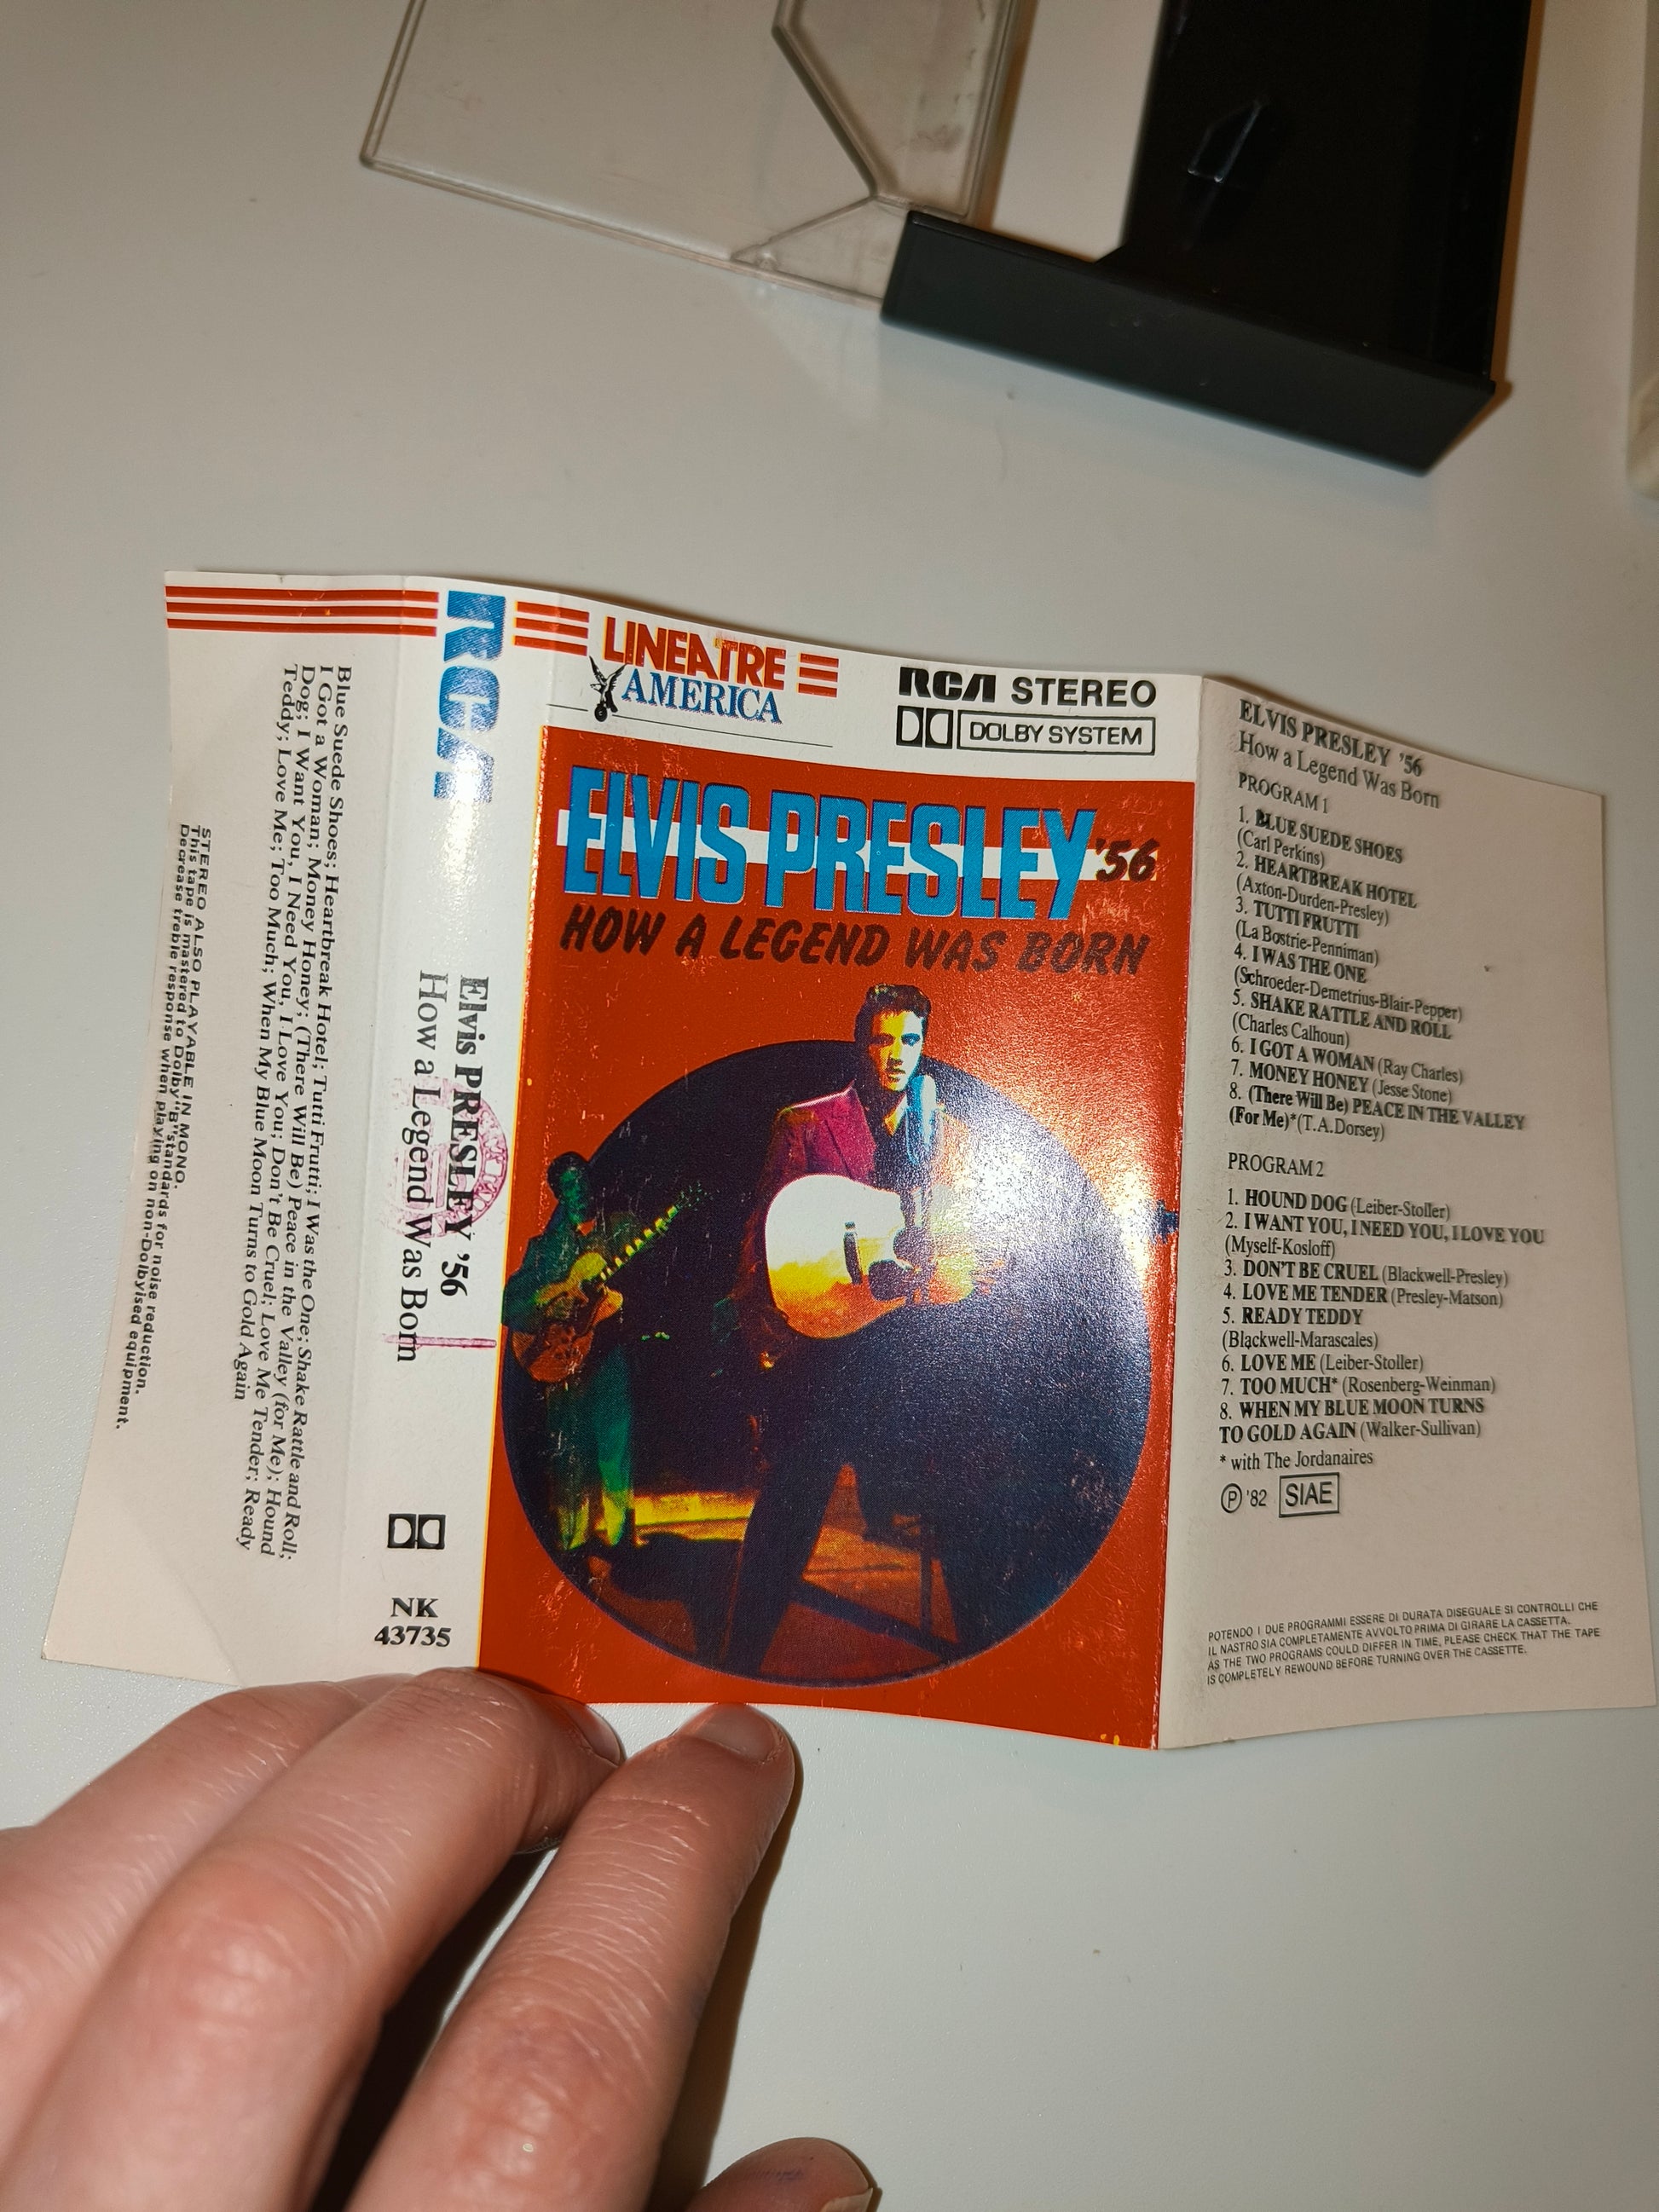 Blue Suede Shoes; Heartbreak Hotel; Tutti Frutti; I Was the One; Shake Rattle and Roll;
I Got a Woman; Money Honey; (There Will Be) Peace in the Valley (for Me); Hound
Dog; I Want You, I Need You, I Love You; Don't Be Cruel; Love Me Tender; Ready
Teddy; Love Me; Too Much; When My Blue Moon Turns to Gold Again
STEREO ALSO PLAYABLE IN MONO.
This tape is mastered to Dolby "B" standards for noise reduction.
Decrease treble response when playing on non-Dolbyised equipment.
RCA
Elvis PRESLEY '56
How a Legend Was Born
NK
43735
LINEATRE
AMERICA
RCA STEREO
DOLBY SYSTEM
ELVIS PRESLEY '56
HOW A LEGEND WAS BORN
ELVIS PRESLEY '56
How a Legend Was Born
PROGRAM 1
1. BLUE SUEDE SHOES
(Carl Perkins)
2. HEARTBREAK HOTEL
(Axton-Durden-Presley)
3. TUTTI FRUTTI
(La Bostrie-Penniman)
4. I WAS THE ONE
(Schroeder-Demetrius-Blair-Pepper)
5. SHAKE RATTLE AND ROLL
(Charles Calhoun)
6. I GOT A WOMAN (Ray Charles)
7. MONEY HONEY (Jesse Stone)
8. (There Will Be) PEACE IN THE VALLEY
(For Me)* (T.A.Dorsey)
PROGRAM 2
1. HOUND DOG (Leiber-Stoller)
2. I WANT YOU, I NEED YOU, I LOVE YOU
(Myself-Kosloff)
3. DON'T BE CRUEL (Blackwell-Presley)
4. LOVE ME TENDER (Presley-Matson)
5. READY TEDDY
(Blackwell-Marascales)
6. LOVE ME (Leiber-Stoller)
7. TOO MUCH* (Rosenberg-Weinman)
8. WHEN MY BLUE MOON TURNS
TO GOLD AGAIN (Walker-Sullivan)
* with The Jordanaires
Ⓟ '82 SIAE
POTENDO I DUE PROGRAMMI ESSERE DI DURATA DISEGUALE SI CONTROLLI CHE
IL NASTRO SIA COMPLETAMENTE AVVOLTO PRIMA DI GIRARE LA CASSETTA.
AS THE TWO PROGRAMS COULD DIFFER IN TIME, PLEASE CHECK THAT THE TAPE
IS COMPLETELY REWOUND BEFORE TURNING OVER THE CASSETTE.